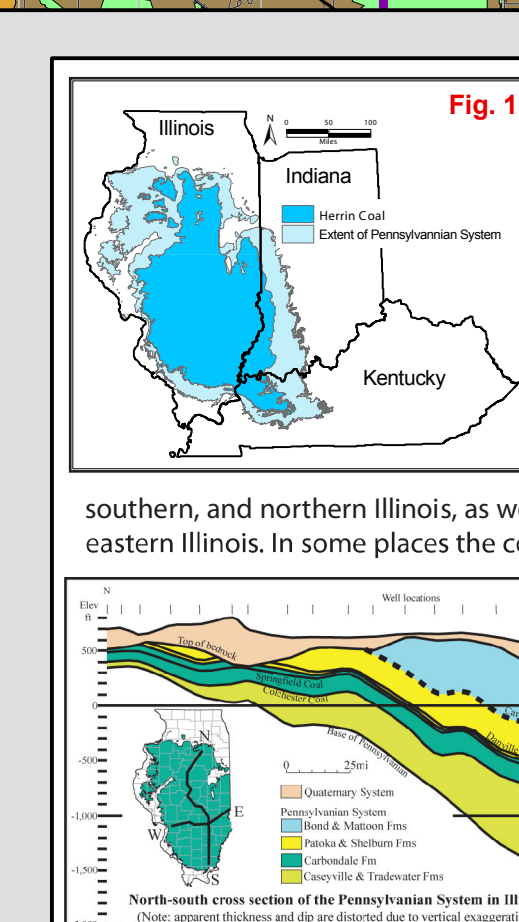 Fig. 1
Illinois
N
0 50 100
Miles
Indiana
Herrin Coal
Extent of Pennsylvannian System
Kentucky
southern, and northern Illinois, as we
eastern Illinois. In some places the co
N
Well locations
Elev
ft
Top of bedrock
500
Springfield Coal
Colchester Coal
0
Danville
Base of Pennsylvanian
N
-500
0 25mi
Quaternary System
Pennsylvanian System
E
-1,000
Bond & Mattoon Fms
W
Patoka & Shelburn Fms
Carbondale Fm
-1,500
S
Caseyville & Tradewater Fms
North-south cross section of the Pennsylvanian System in Ill
(Note: apparent thickness and dip are distorted due to vertical exaggerat